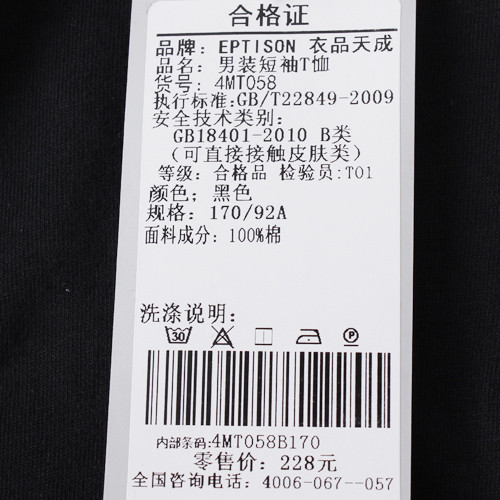 合格证
品牌: EPTISON 衣品天成
品名: 男装短袖T恤
货号: 4MT058
执行标准:GB/T22849-2009
安全技术类别:
GB18401-2010 B类
(可直接接触皮肤类)
等级: 合格品 检验员:T01
颜色; 黑色
规格: 170/92A
面料成分: 100%棉
洗涤说明:
30 P
内部条码:4MT058B170
零售价: 228元
全国咨询电话: 4006-067--057